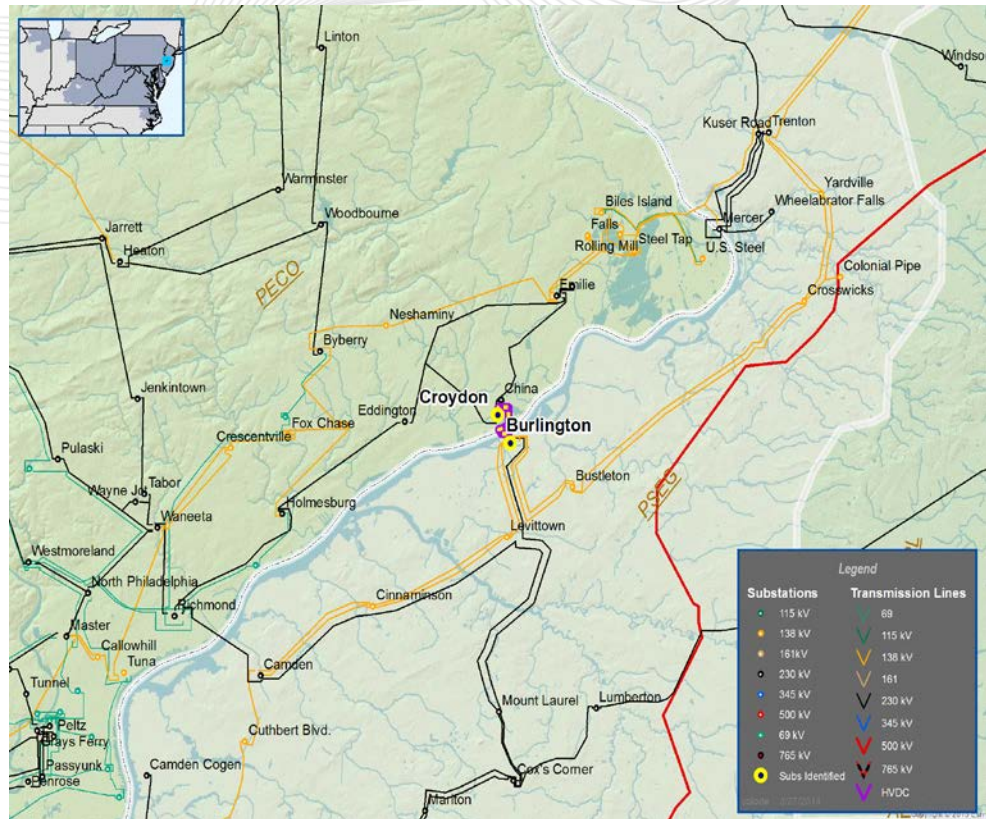 Linton
Windsor
Kuser Road
Trenton
Warminster
Yardville
Woodbourne
Biles Island
Wheelabrator Falls
Jarrett
Falls
Mercer
Heaton
Rolling Mill
Steel Tap
U.S. Steel
PECO
Colonial Pipe
Emilie
Crosswicks
Neshaminy
Byberry
China
Jenkintown
Croydon
Eddington
Fox Chase
Burlington
Crescentville
Pulaski
Bustleton
Tabor
PSEG
Wayne Jct
Holmesburg
Waneeta
Levittown
Westmoreland
North Philadelphia
Cinnaminson
Richmond
Master
Callowhill
Camden
Tuna
Tunnel
Mount Laurel
Lumberton
Peltz
Cuthbert Blvd.
Grays Ferry
Passyunk
Camden Cogen
Cox's Corner
Penrose
Marlton
Legend
Substations
115 kV
138 kV
161kV
230 kV
345 kV
500 kV
69 kV
765 kV
Subs Identified
Transmission Lines
69
115 kV
138 kV
161
230 kV
345 kV
500 kV
765 kV
HVDC